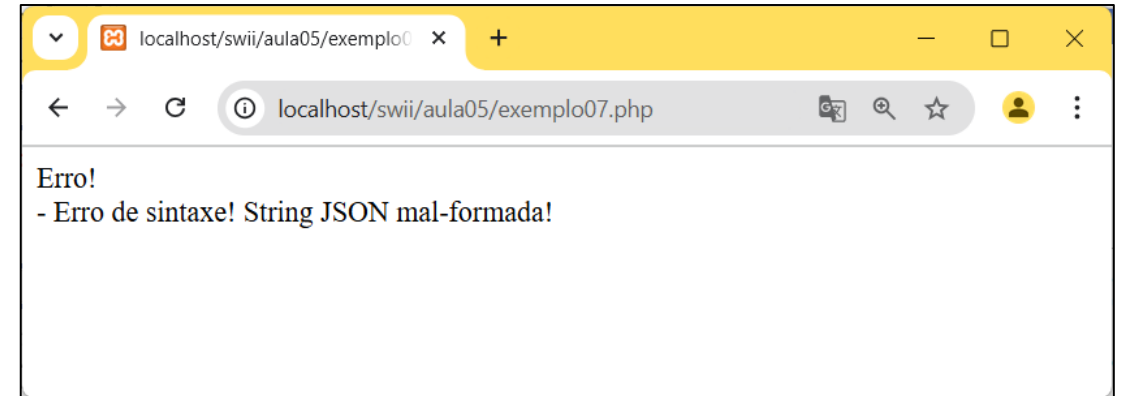 localhost/swii/aula05/exemplo0
localhost/swii/aula05/exemplo07.php
Erro!
- Erro de sintaxe! String JSON mal-formada!